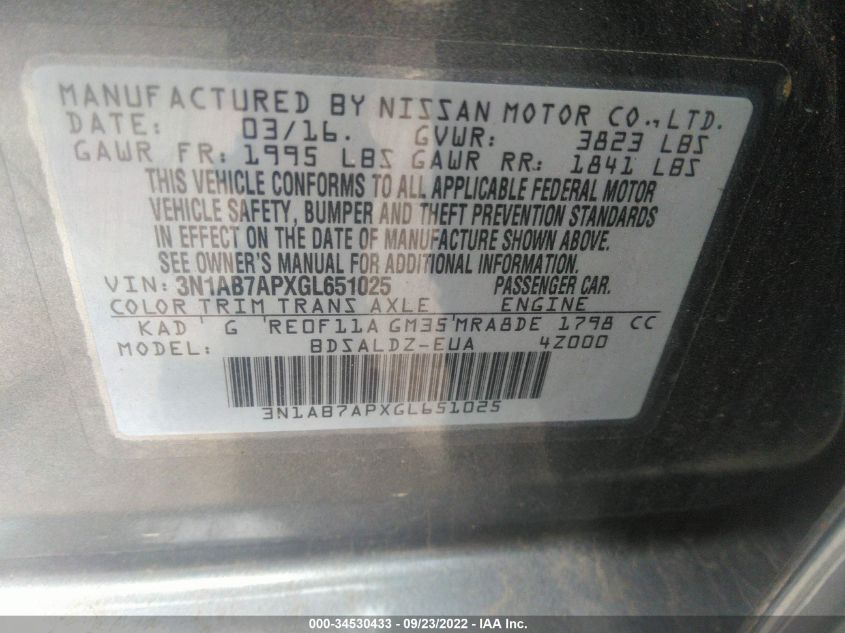 MANUFACTURED BY NISSAN MOTOR CO.,LTD.
DATE: 03/16. GVWR: 3823 LBS
GAWR FR: 1995 LBS GAWR RR: 1841 LBS
THIS VEHICLE CONFORMS TO ALL APPLICABLE FEDERAL MOTOR
VEHICLE SAFETY, BUMPER AND THEFT PREVENTION STANDARDS
IN EFFECT ON THE DATE OF MANUFACTURE SHOWN ABOVE.
SEE OWNER'S MANUAL FOR ADDITIONAL INFORMATION.
VIN: 3N1AB7APXGL651025 PASSENGER CAR.
COLOR TRIM TRANS AXLE ENGINE
KAD G RE0F11A GM35 MRA8DE 1798 CC
MODEL: BDSALDZ-EUA 4Z000
3N1AB7APXGL651025
000-34530433 - 09/23/2022 - IAA Inc.